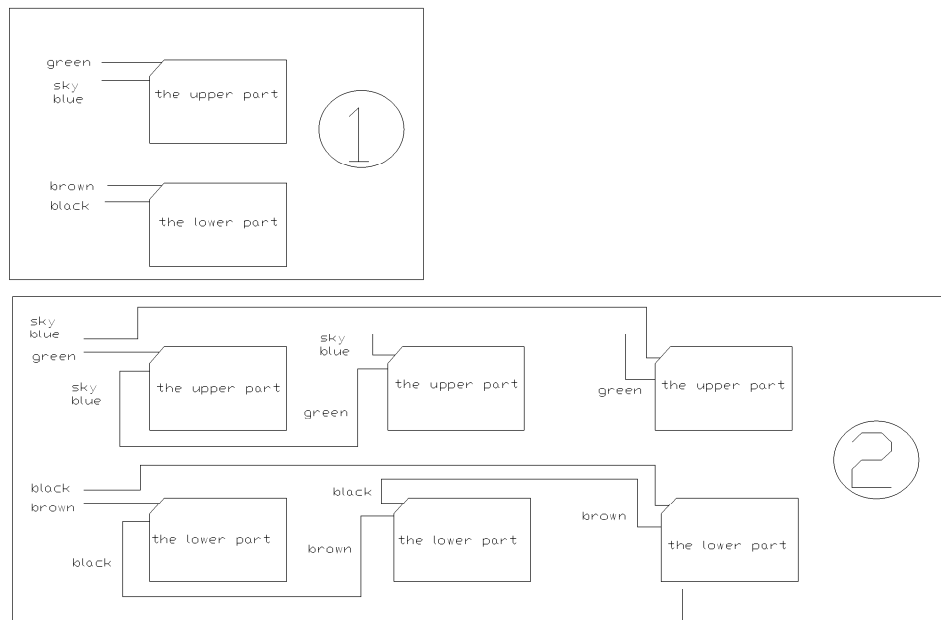 green
sky
blue
the upper part
1
brown
black
the lower part
sky
blue
green
sky
blue
the upper part
sky
blue
green
the upper part
green
the upper part
2
black
brown
black
the lower part
black
brown
the lower part
brown
the lower part